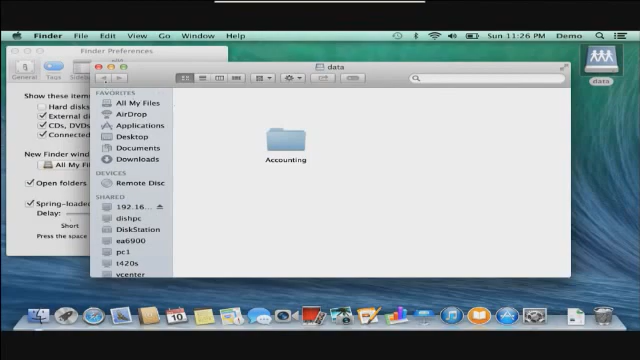 Finder File Edit View Go Window Help Sun 11:26 PM Demo
Finder Preferences
General Tags
Show these item
Hard disks
External d
CDs, DVDs
Connected
New Finder wind
All My Fi
Open folders
Spring-loade
Delay:
Short
Press the space
data
FAVORITES
All My Files
AirDrop
Applications
Desktop
Documents
Downloads
DEVICES
Remote Disc
SHARED
192.16...
dishpc
DiskStation
ea6900
pc1
t420s
vcenter
Accounting
data
10